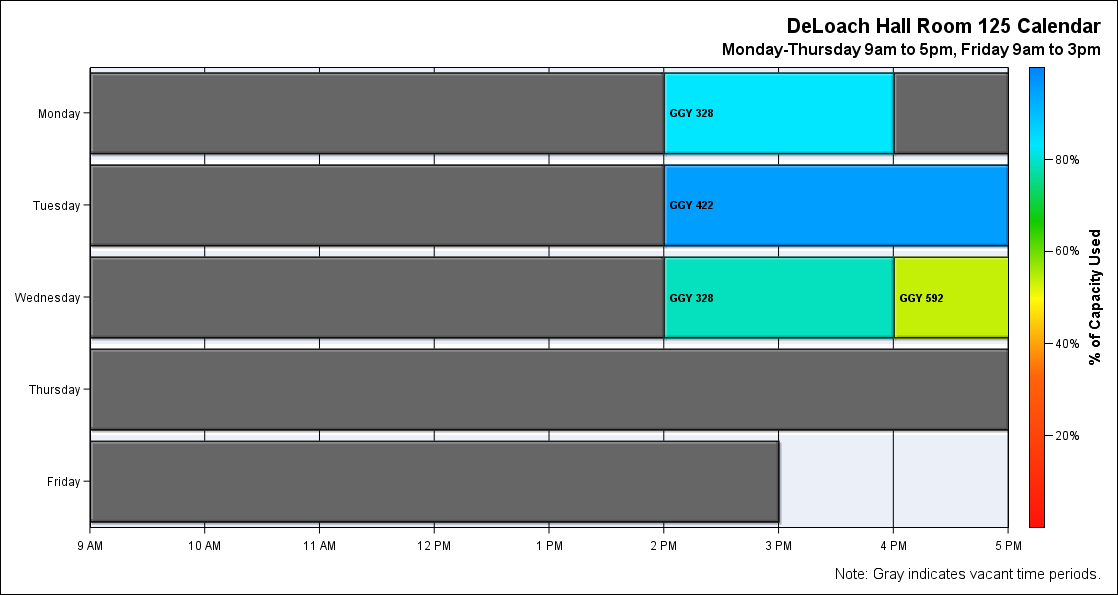 DeLoach Hall Room 125 Calendar
Monday-Thursday 9am to 5pm, Friday 9am to 3pm
Monday
GGY 328
Tuesday
GGY 422
Wednesday
GGY 328
GGY 592
Thursday
Friday
9 AM
10 AM
11 AM
12 PM
1 PM
2 PM
3 PM
4 PM
5 PM
80%
60%
40%
20%
% of Capacity Used
Note: Gray indicates vacant time periods.